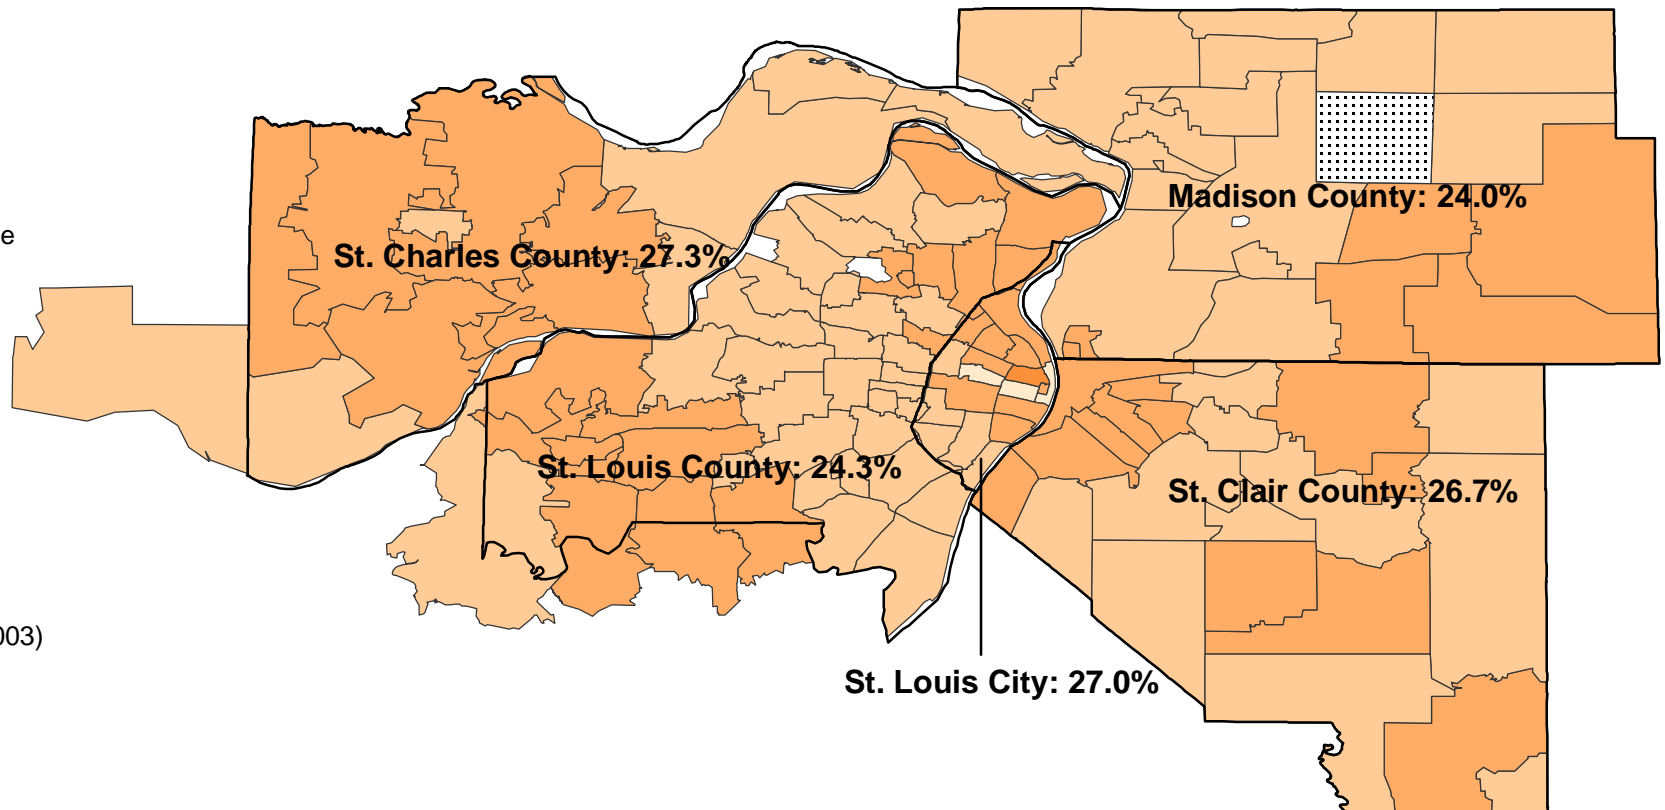 Madison County: 24.0%
e
St. Charles County: 27.3%
St. Louis County: 24.3%
St. Clair County: 26.7%
003)
St. Louis City: 27.0%